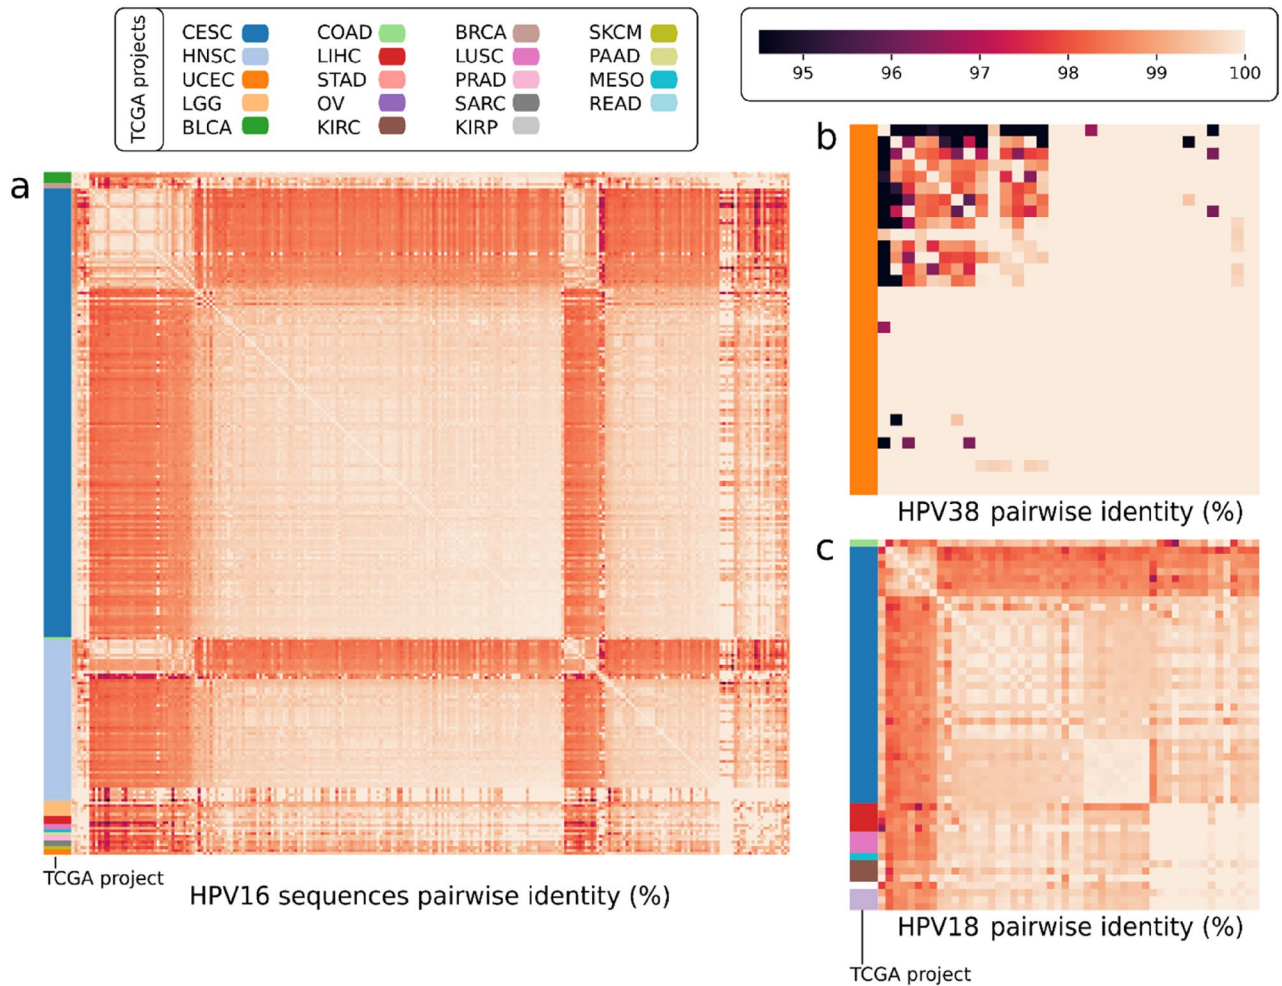 TCGA projects
CESC COAD BRCA SKCM
HNSC LIHC LUSC PAAD
UCEC STAD PRAD MESO
LGG OV SARC READ
BLCA KIRC KIRP
95 96 97 98 99 100
a
b
HPV38 pairwise identity (%)
c
TCGA project
HPV16 sequences pairwise identity (%)
HPV18 pairwise identity (%)
TCGA project